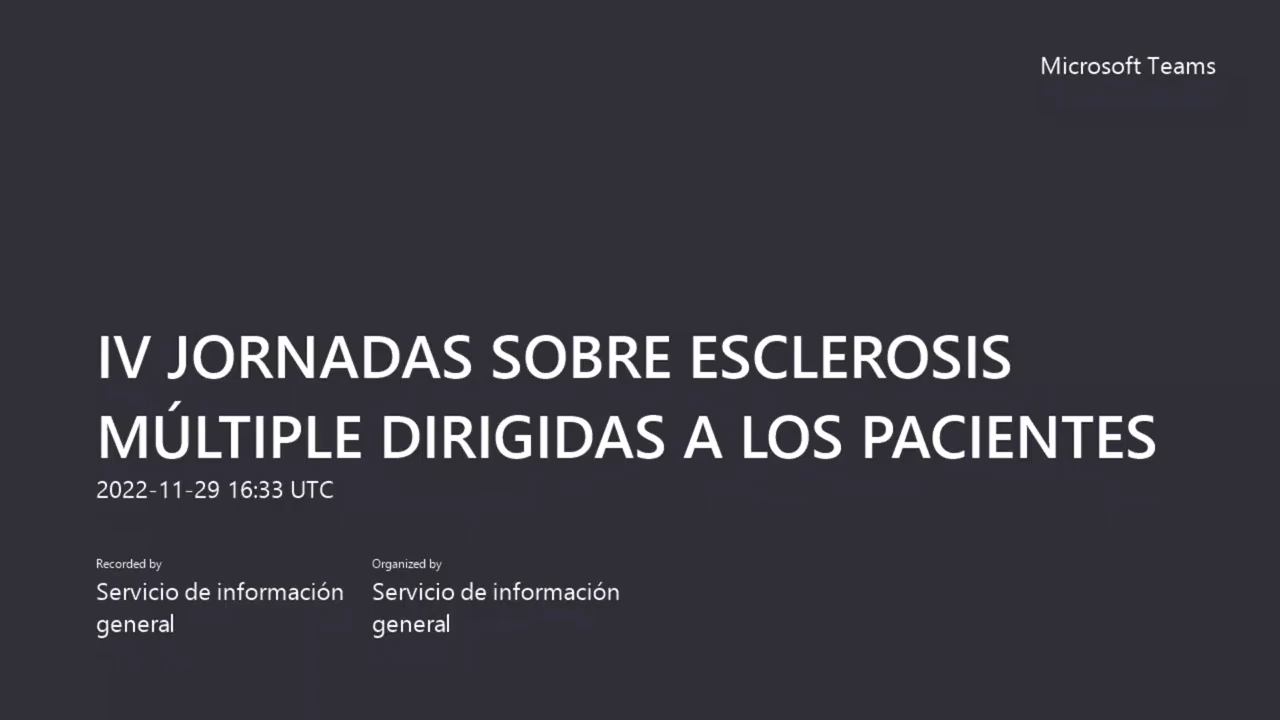 Microsoft Teams
IV JORNADAS SOBRE ESCLEROSIS
MÚLTIPLE DIRIGIDAS A LOS PACIENTES
2022-11-29 16:33 UTC
Recorded by
Servicio de información
general
Organized by
Servicio de información
general